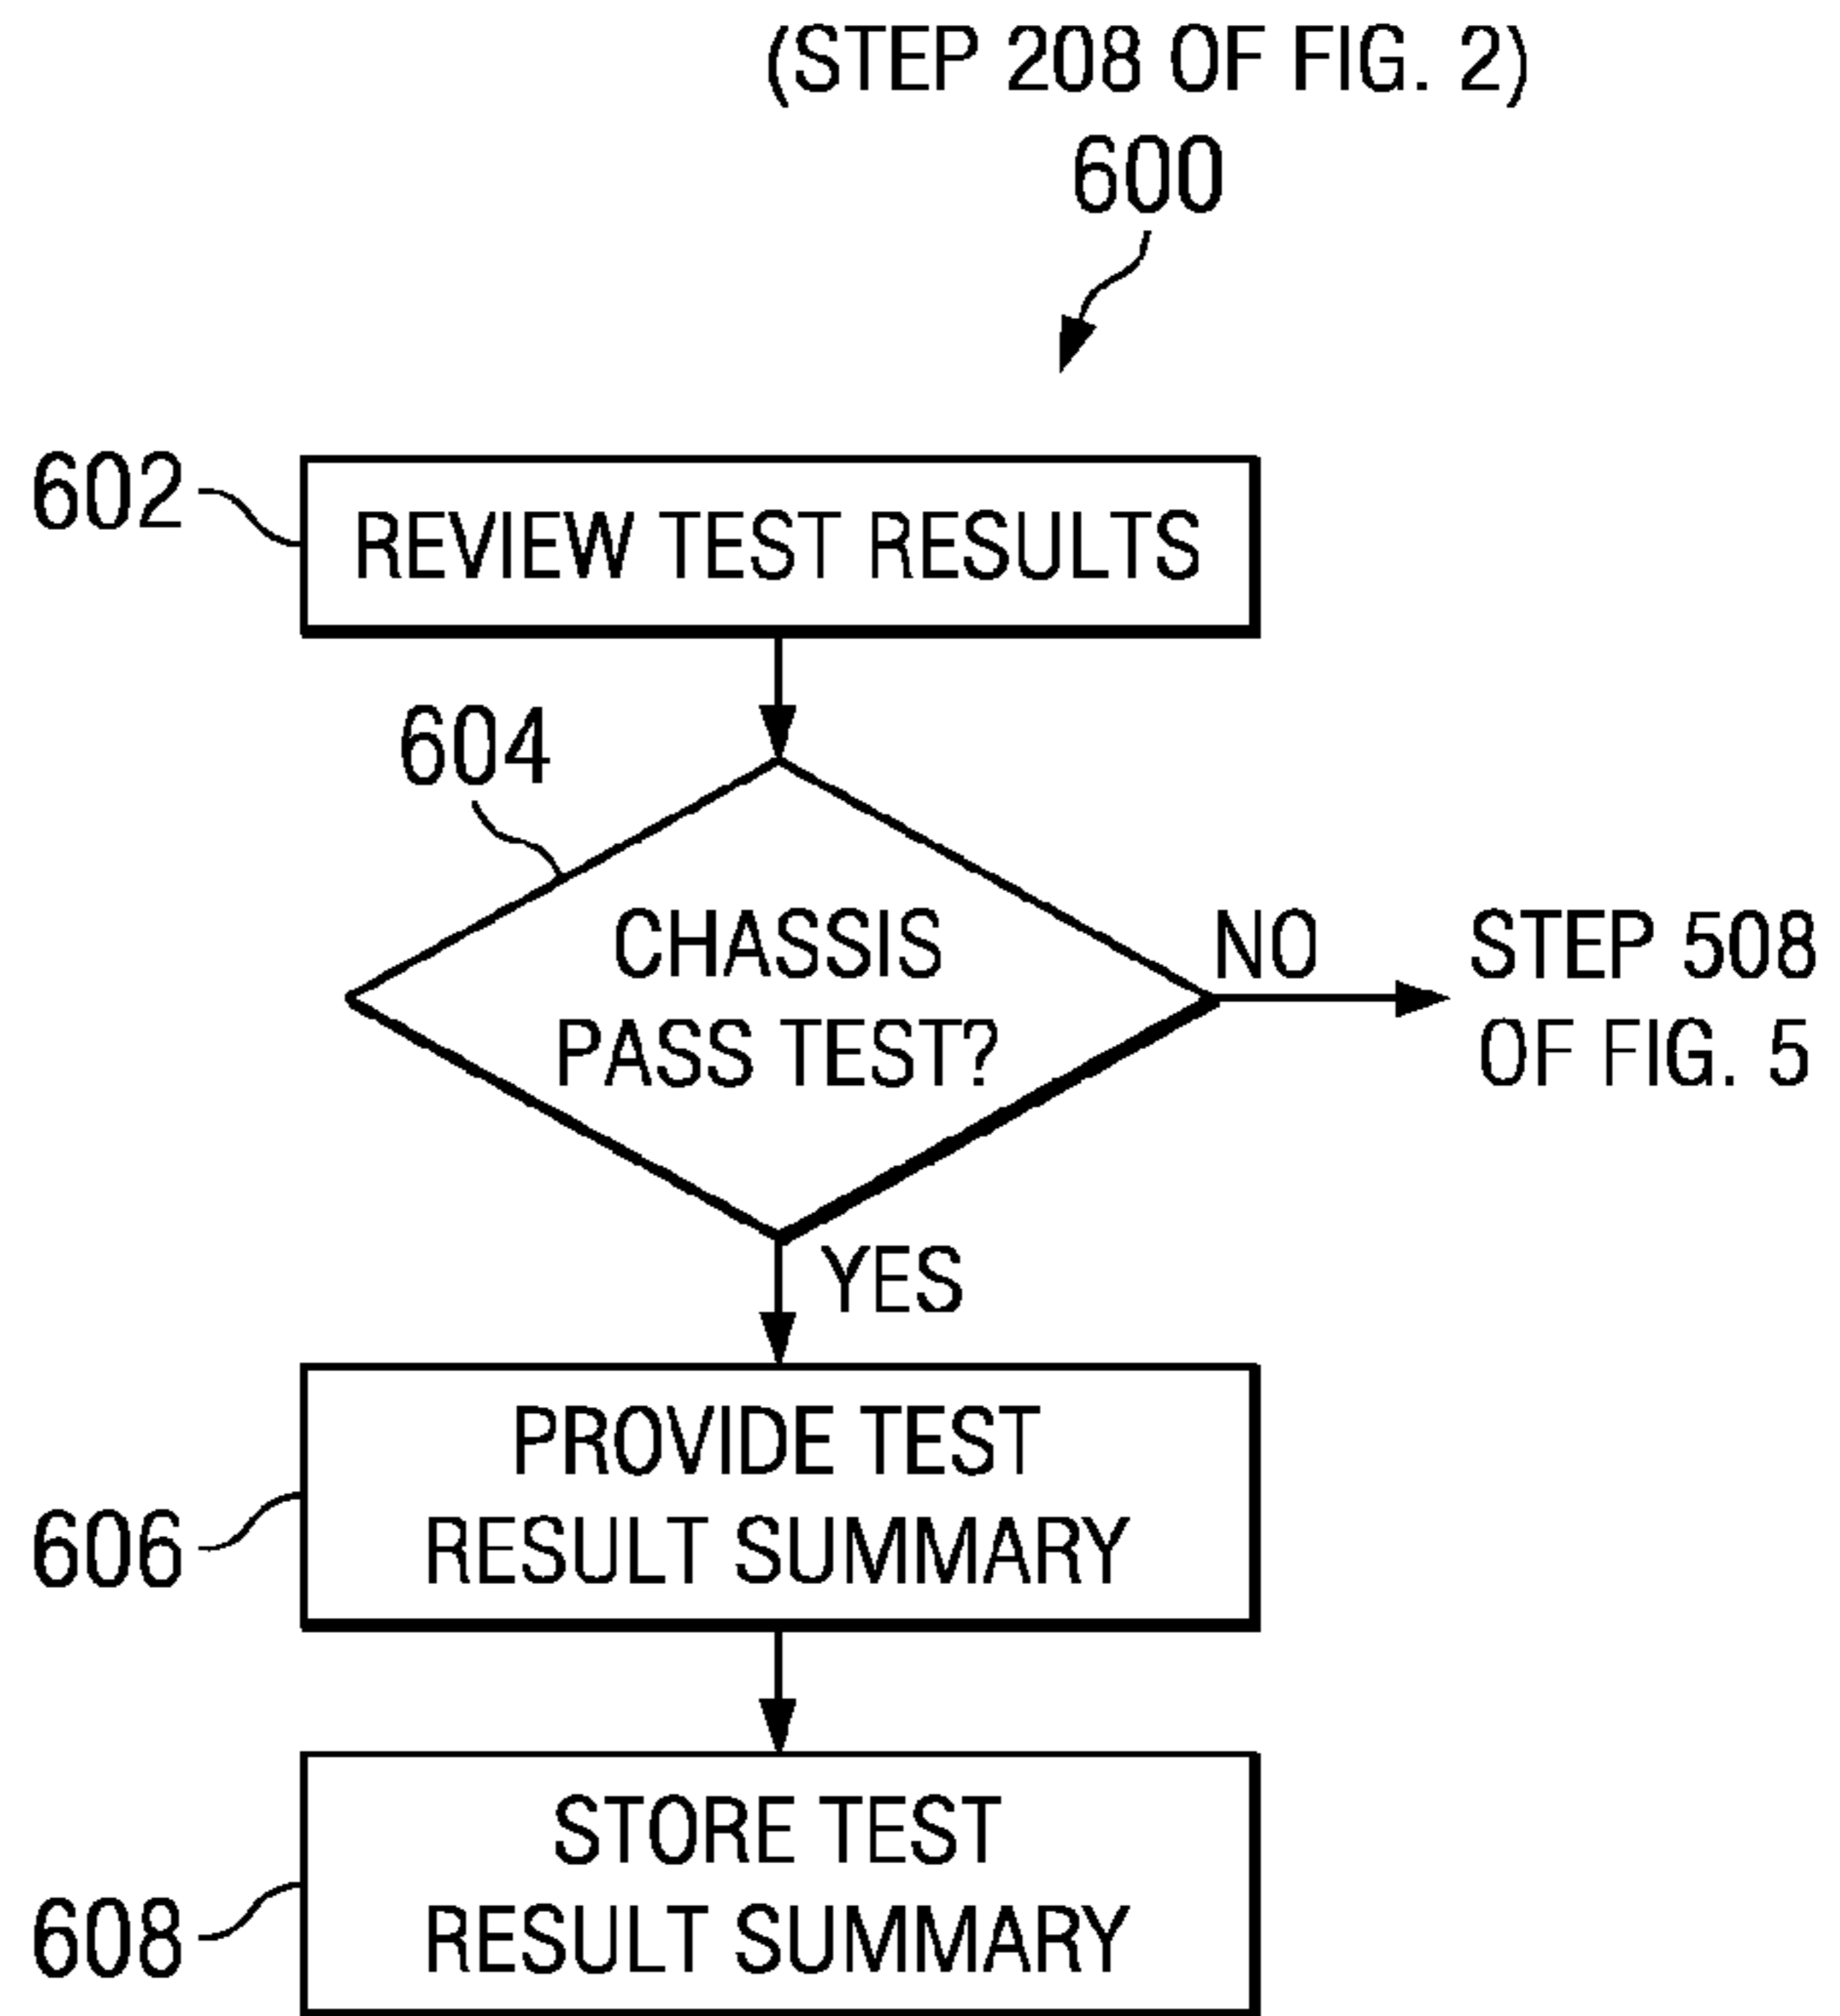 (STEP 208 OF FIG. 2)
600
602
REVIEW TEST RESULTS
604
CHASSIS
PASS TEST?
NO
STEP 508
OF FIG. 5
YES
PROVIDE TEST
RESULT SUMMARY
606
STORE TEST
RESULT SUMMARY
608